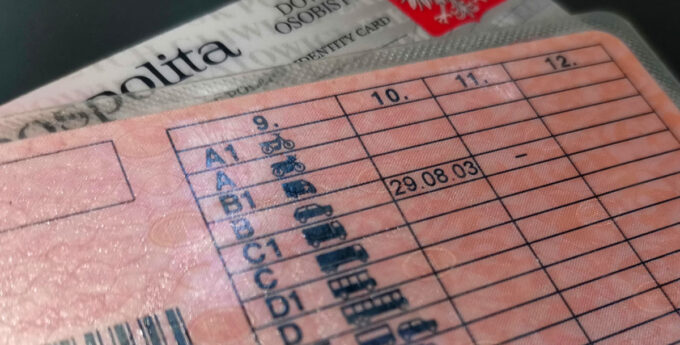 DO
OSOBIST
IDENTITY CARD
ospolita
9. 10. 11. 12.
A1
A
B1
B 29.08.03 –
C1
C
D1
D